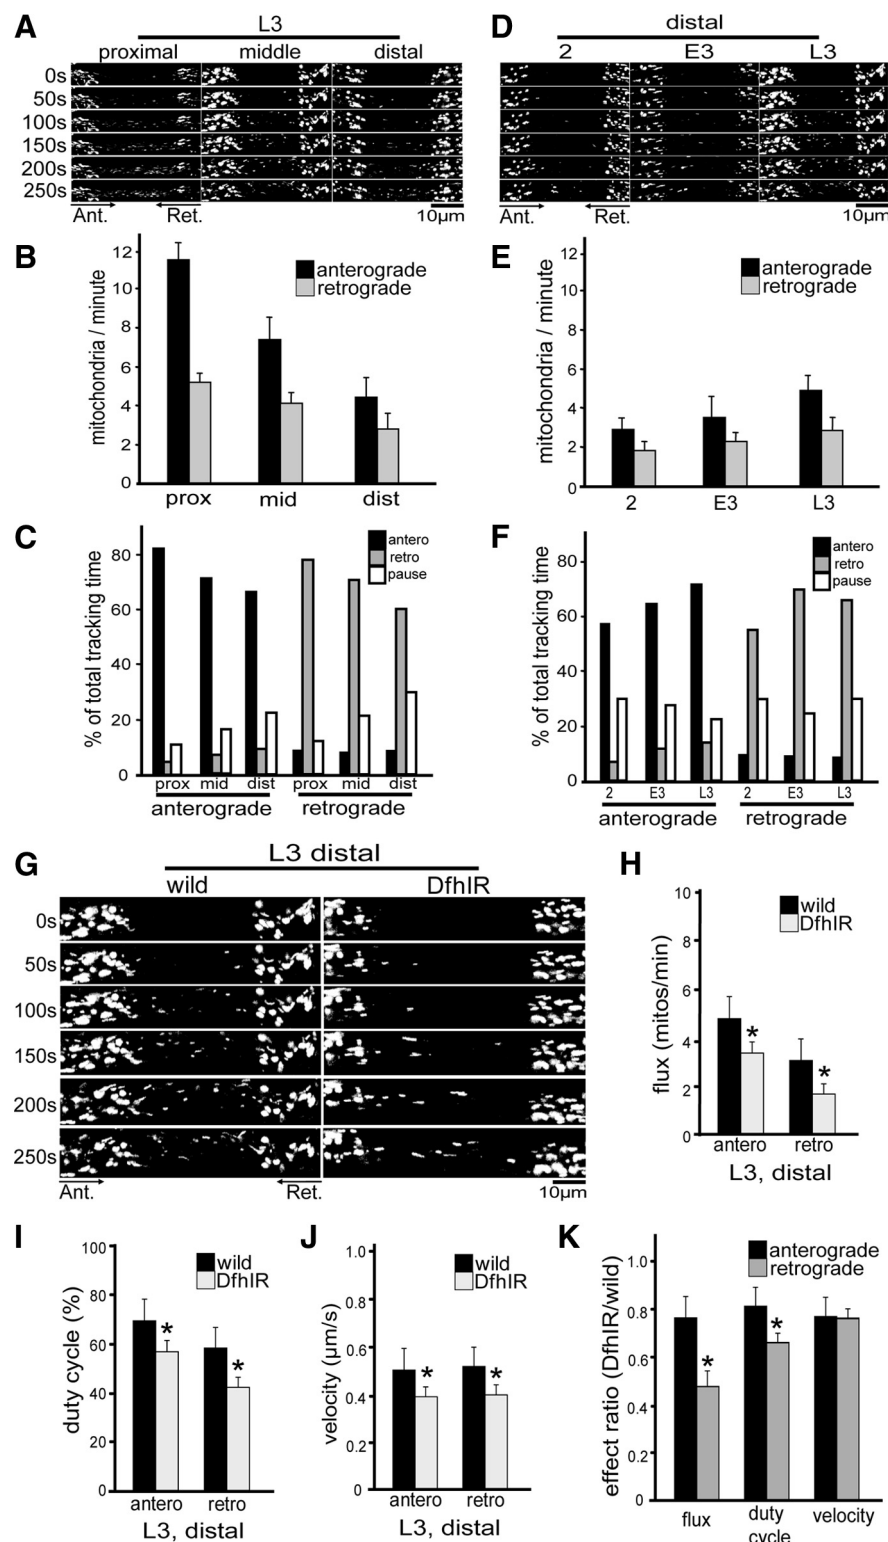 A
L3
proximal middle distal
0s
50s
100s
150s
200s
250s
Ant. Ret. 10µm
D
distal
2 E3 L3
Ant. Ret. 10µm
B
mitochondria / minute
12
10
8
6
4
2
0
anterograde
retrograde
prox mid dist
E
mitochondria / minute
12
10
8
6
4
2
0
anterograde
retrograde
2 E3 L3
C
% of total tracking time
80
60
40
20
0
antero
retro
pause
prox mid dist prox mid dist
anterograde retrograde
F
% of total tracking time
80
60
40
20
0
antero
retro
pause
2 E3 L3 2 E3 L3
anterograde retrograde
G
L3 distal
wild DfhIR
0s
50s
100s
150s
200s
250s
Ant. Ret. 10µm
H
flux (mitos/min)
10
8
6
4
2
0
wild
DfhIR
* *
antero retro
L3, distal
I
duty cycle (%)
100
80
60
40
20
0
wild
DfhIR
* *
antero retro
L3, distal
J
velocity (µm/s)
1.0
0.8
0.6
0.4
0.2
0
wild
DfhIR
* *
antero retro
L3, distal
K
effect ratio (DfhIR/wild)
1.0
0.8
0.6
0.4
0.2
0
anterograde
retrograde
* *
flux duty cycle velocity